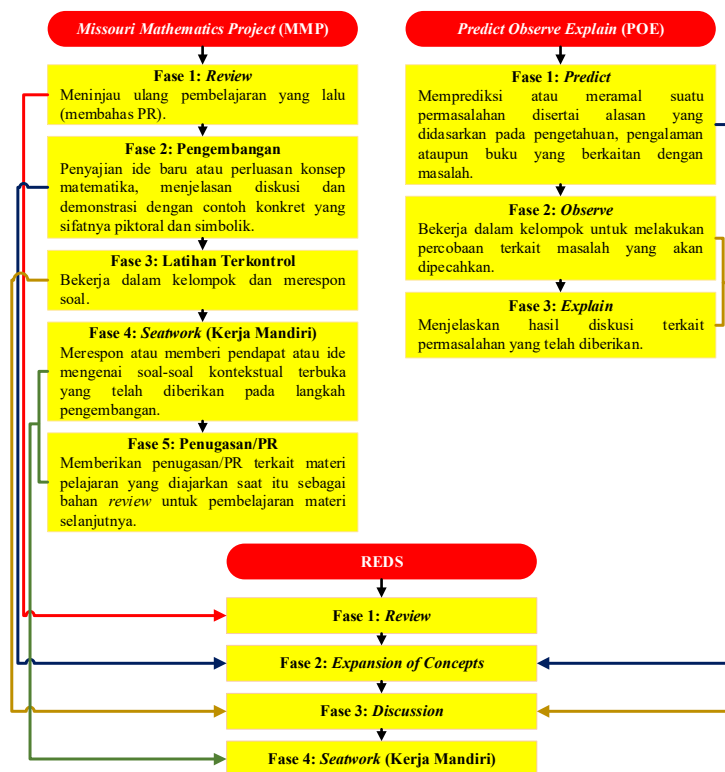 Missouri Mathematics Project (MMP)
Fase 1: Review
Meninjau ulang pembelajaran yang lalu
(membahas PR).
Fase 2: Pengembangan
Penyajian ide baru atau perluasan konsep
matematika, menjelasan diskusi dan
demonstrasi dengan contoh konkret yang
sifatnya piktoral dan simbolik.
Fase 3: Latihan Terkontrol
Bekerja dalam kelompok dan merespon
soal.
Fase 4: Seatwork (Kerja Mandiri)
Merespon atau memberi pendapat atau ide
mengenai soal-soal kontekstual terbuka
yang telah diberikan pada langkah
pengembangan.
Fase 5: Penugasan/PR
Memberikan penugasan/PR terkait materi
pelajaran yang diajarkan saat itu sebagai
bahan review untuk pembelajaran materi
selanjutnya.
Predict Observe Explain (POE)
Fase 1: Predict
Memprediksi atau meramal suatu
permasalahan disertai alasan yang
didasarkan pada pengetahuan, pengalaman
ataupun buku yang berkaitan dengan
masalah.
Fase 2: Observe
Bekerja dalam kelompok untuk melakukan
percobaan terkait masalah yang akan
dipecahkan.
Fase 3: Explain
Menjelaskan hasil diskusi terkait
permasalahan yang telah diberikan.
REDS
Fase 1: Review
Fase 2: Expansion of Concepts
Fase 3: Discussion
Fase 4: Seatwork (Kerja Mandiri)